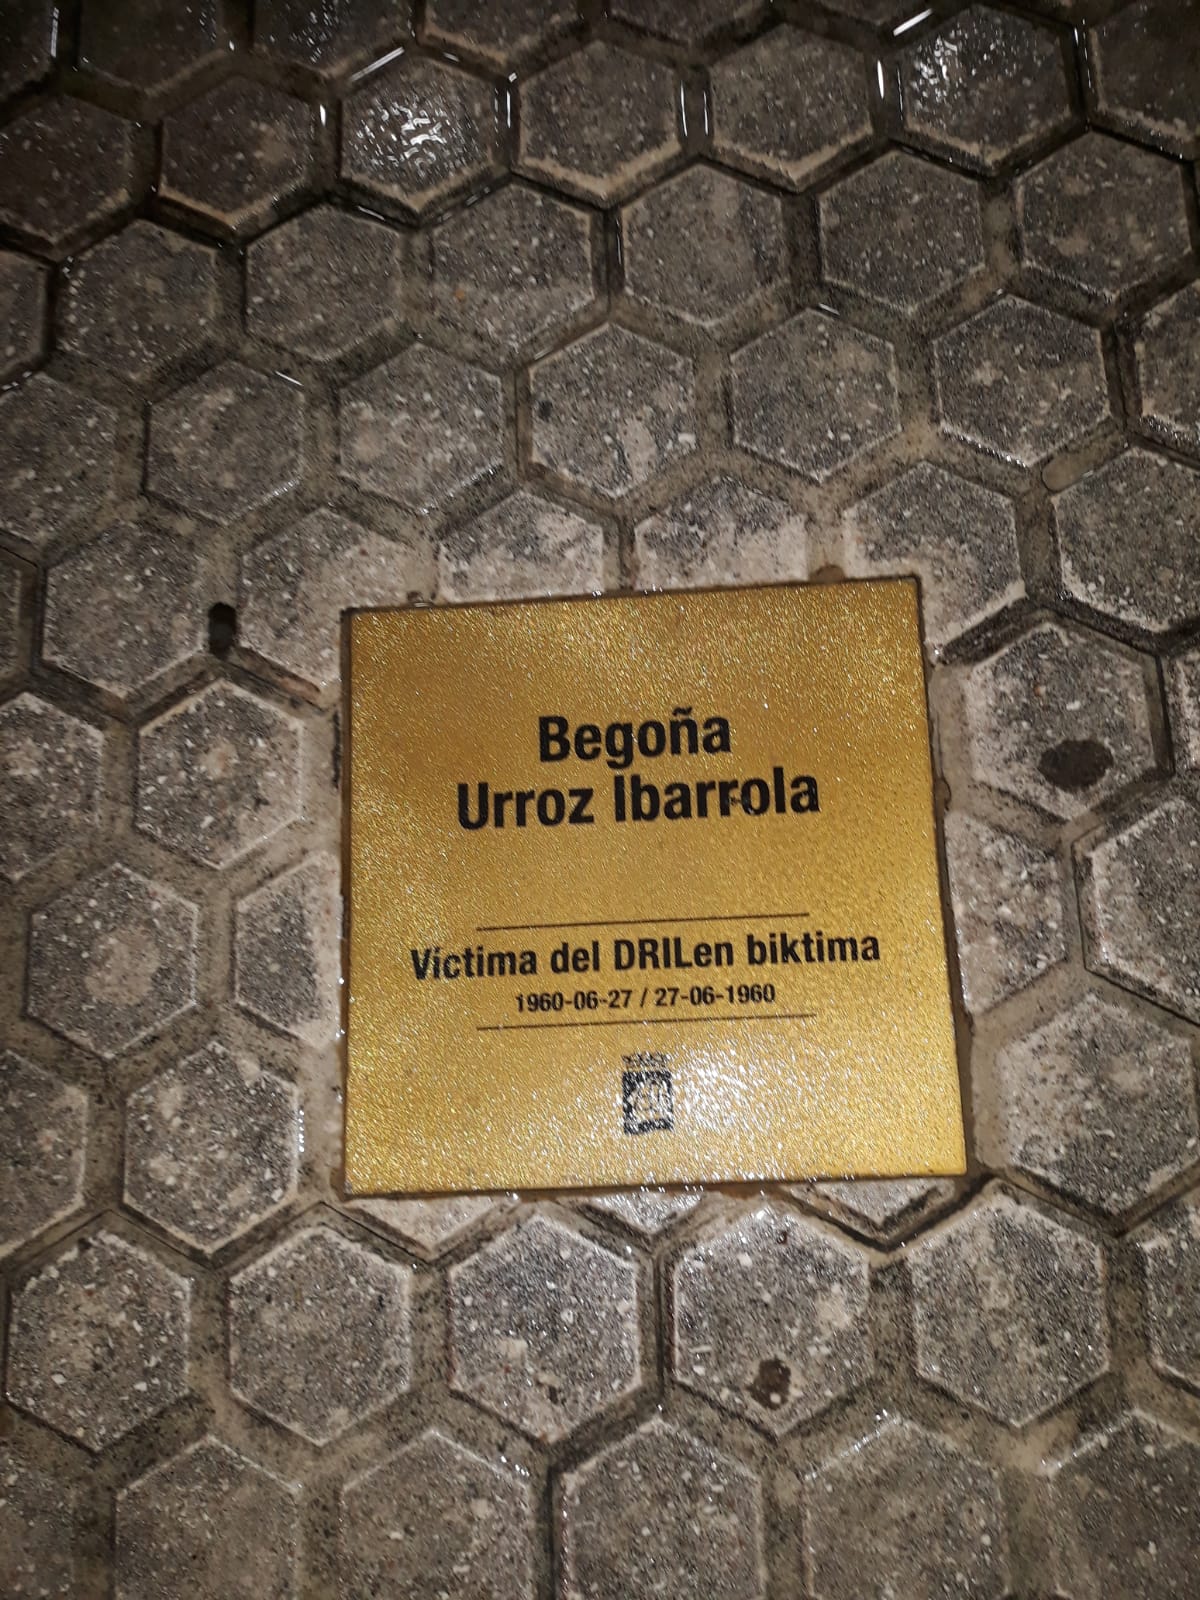 Begoña
Urroz Ibarrola
Víctima del DRILen biktima
1960-06-27 / 27-06-1960